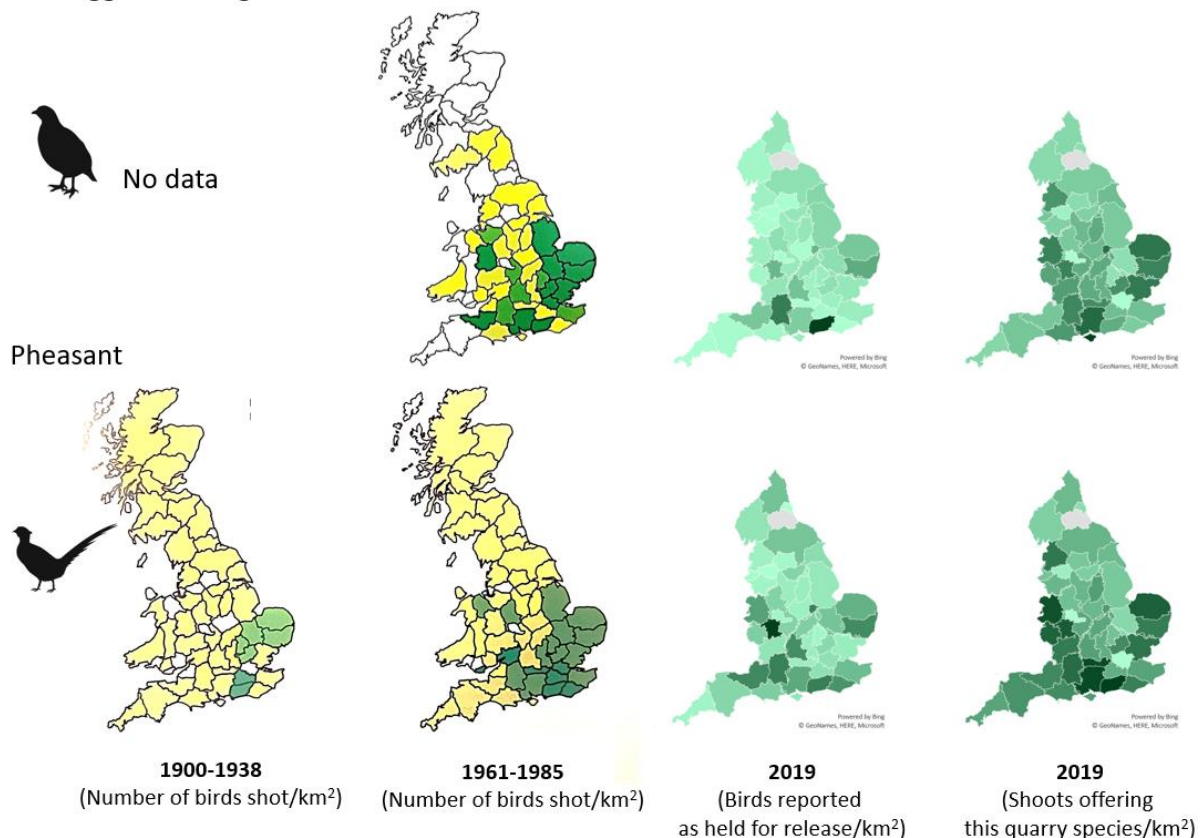 No data
Powered by Bing
© GeoNames, HERE, Microsoft
Powered by Bing
© GeoNames, HERE, Microsoft
Pheasant
Powered by Bing
© GeoNames, HERE, Microsoft
Powered by Bing
© GeoNames, HERE, Microsoft
1900-1938
(Number of birds shot/km²)
1961-1985
(Number of birds shot/km²)
2019
(Birds reported
as held for release/km²)
2019
(Shoots offering
this quarry species/km²)